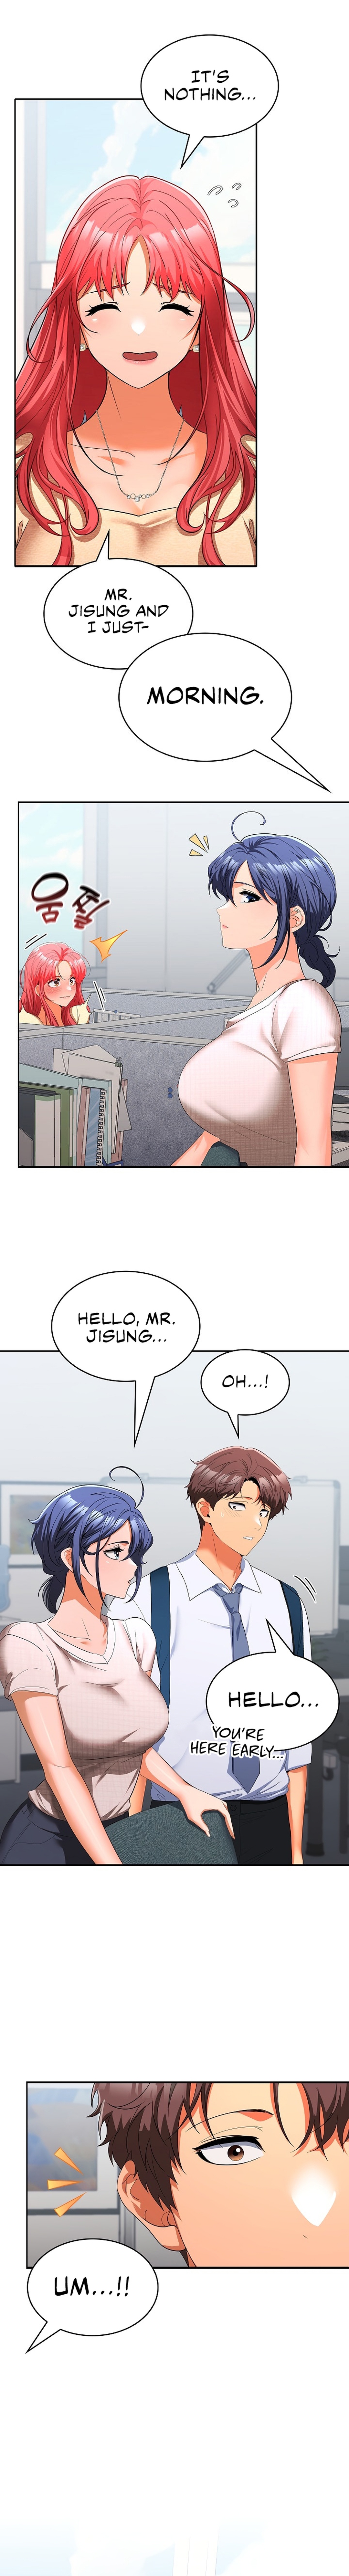 IT'S
NOTHING...
MR.
JISUNG AND
I JUST-
MORNING.
움찔
HELLO, MR.
JISUNG...
OH...!
HELLO...
YOU'RE
HERE EARLY...
UM...!!